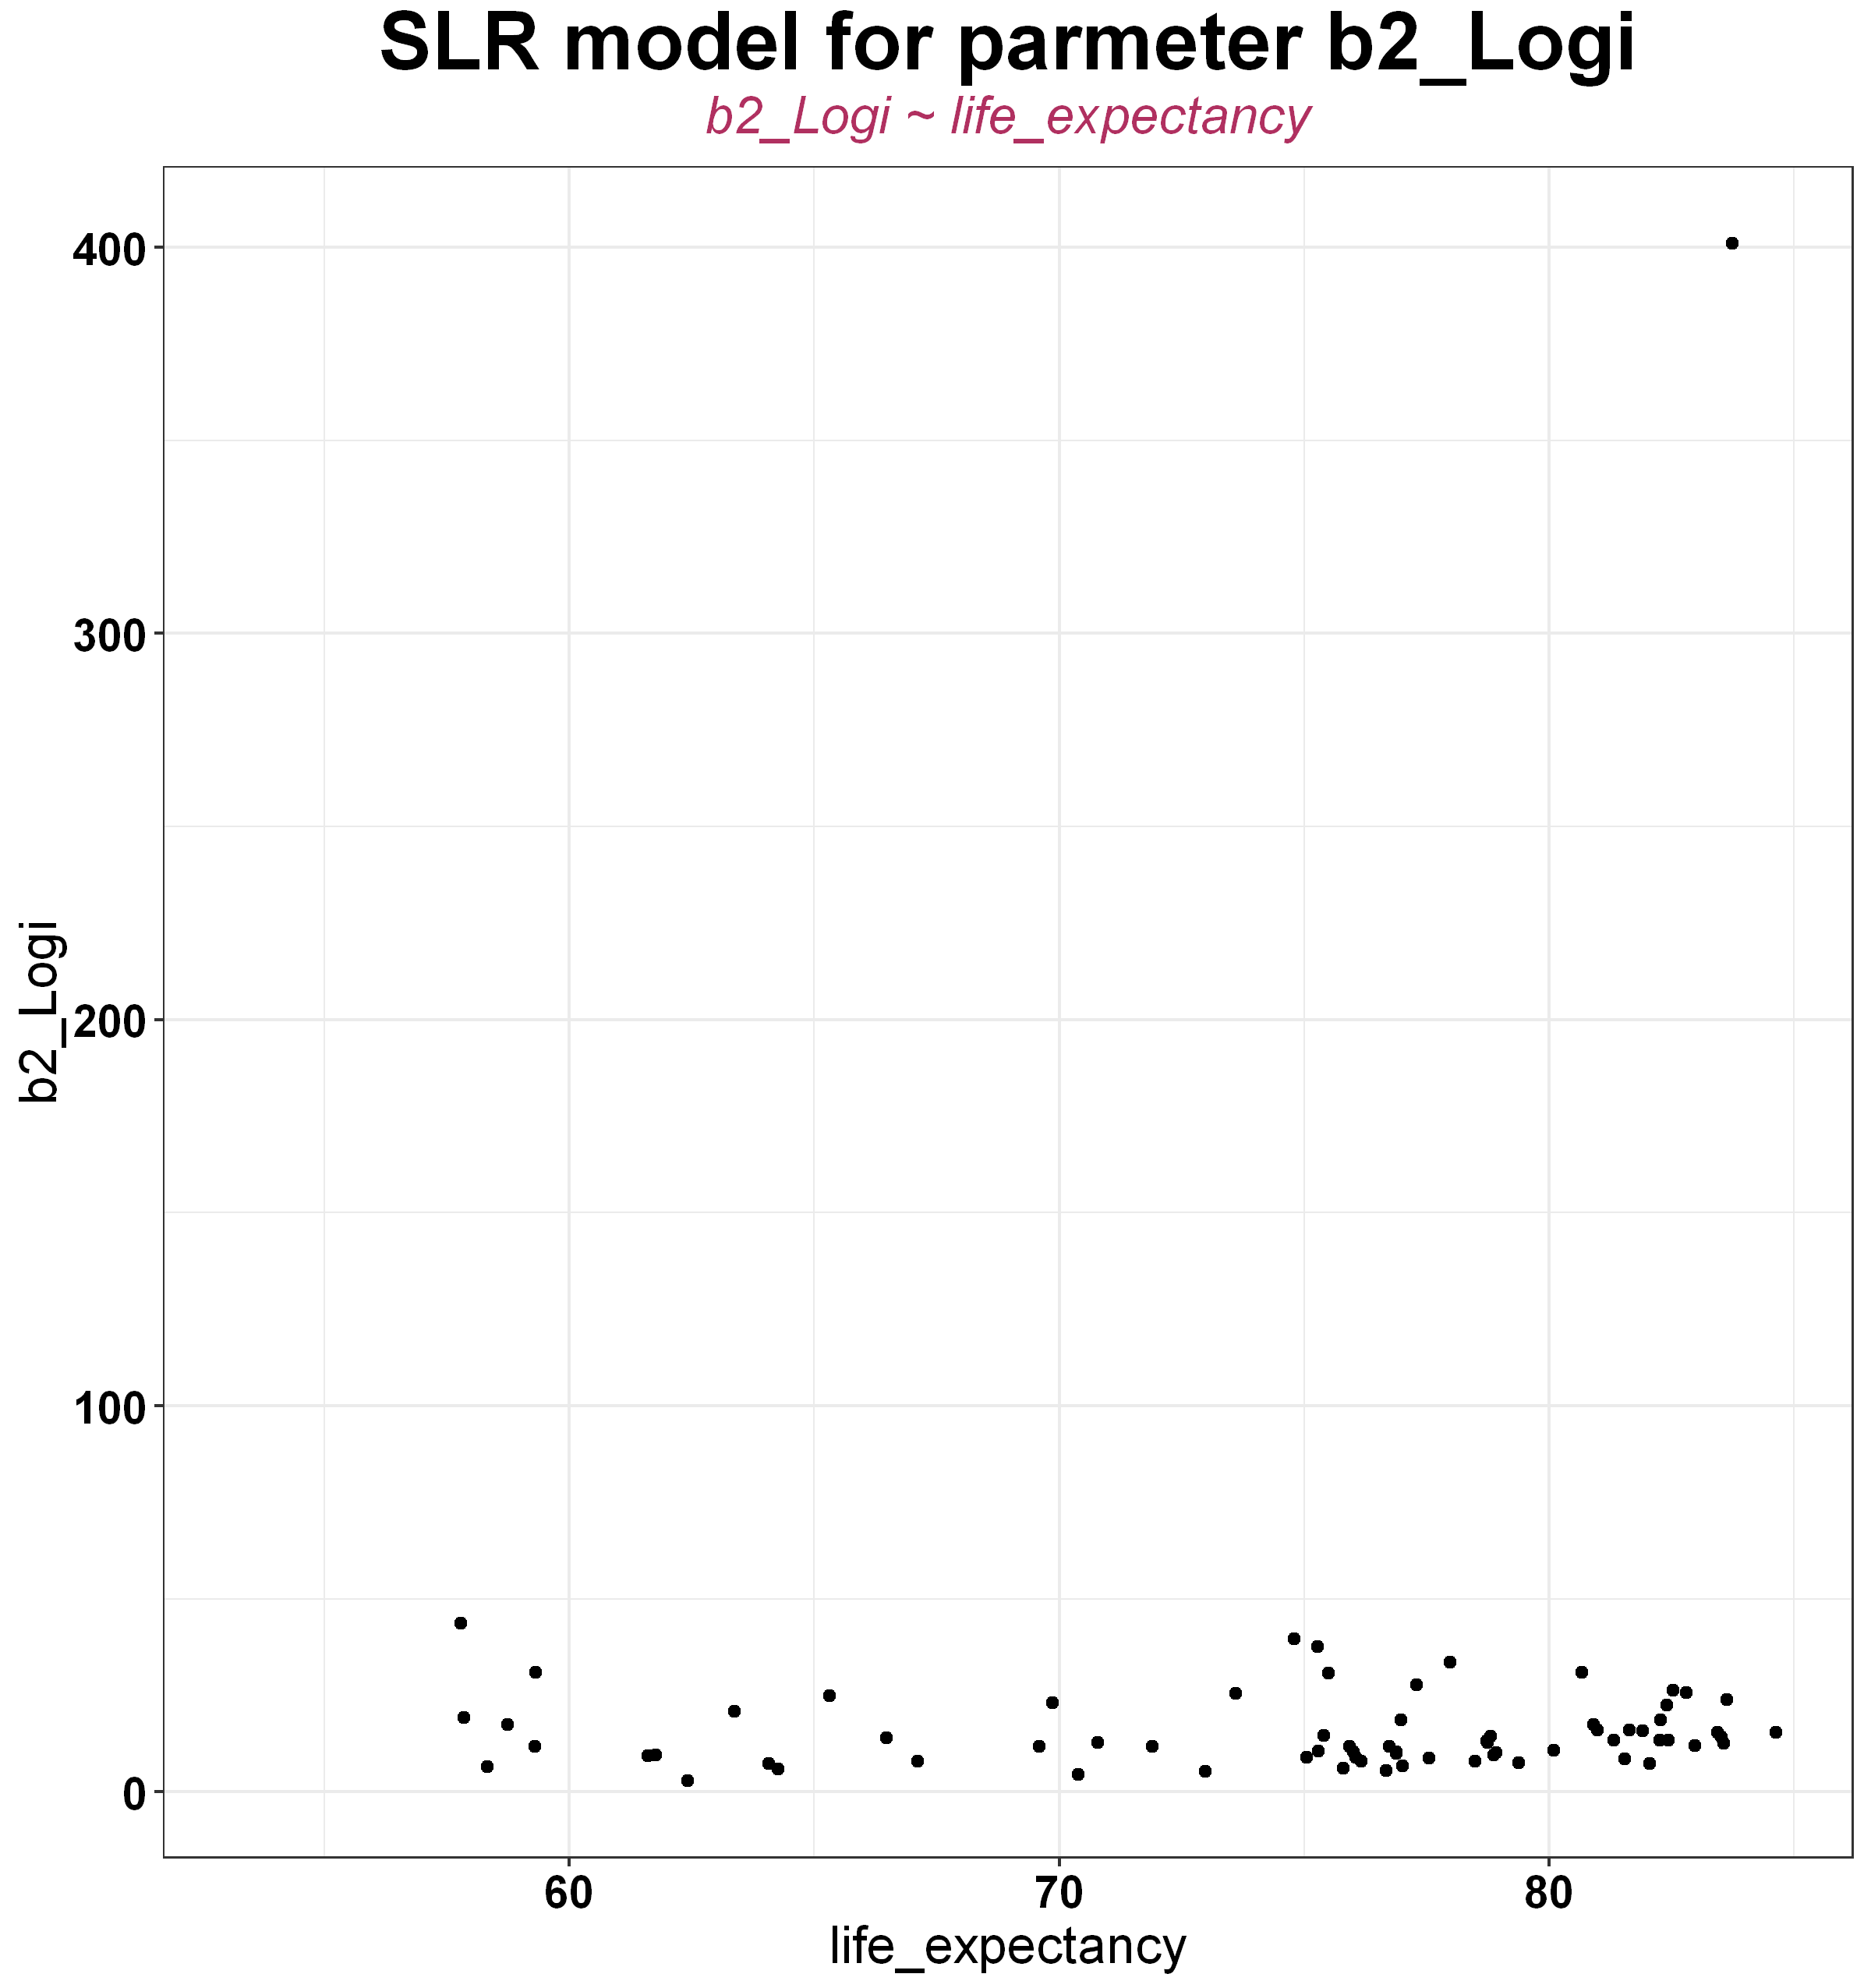 SLR model for parmeter b2_Logi
b2_Logi ~ life_expectancy
400
300
200
100
0
b2_Logi
60 70 80
life_expectancy